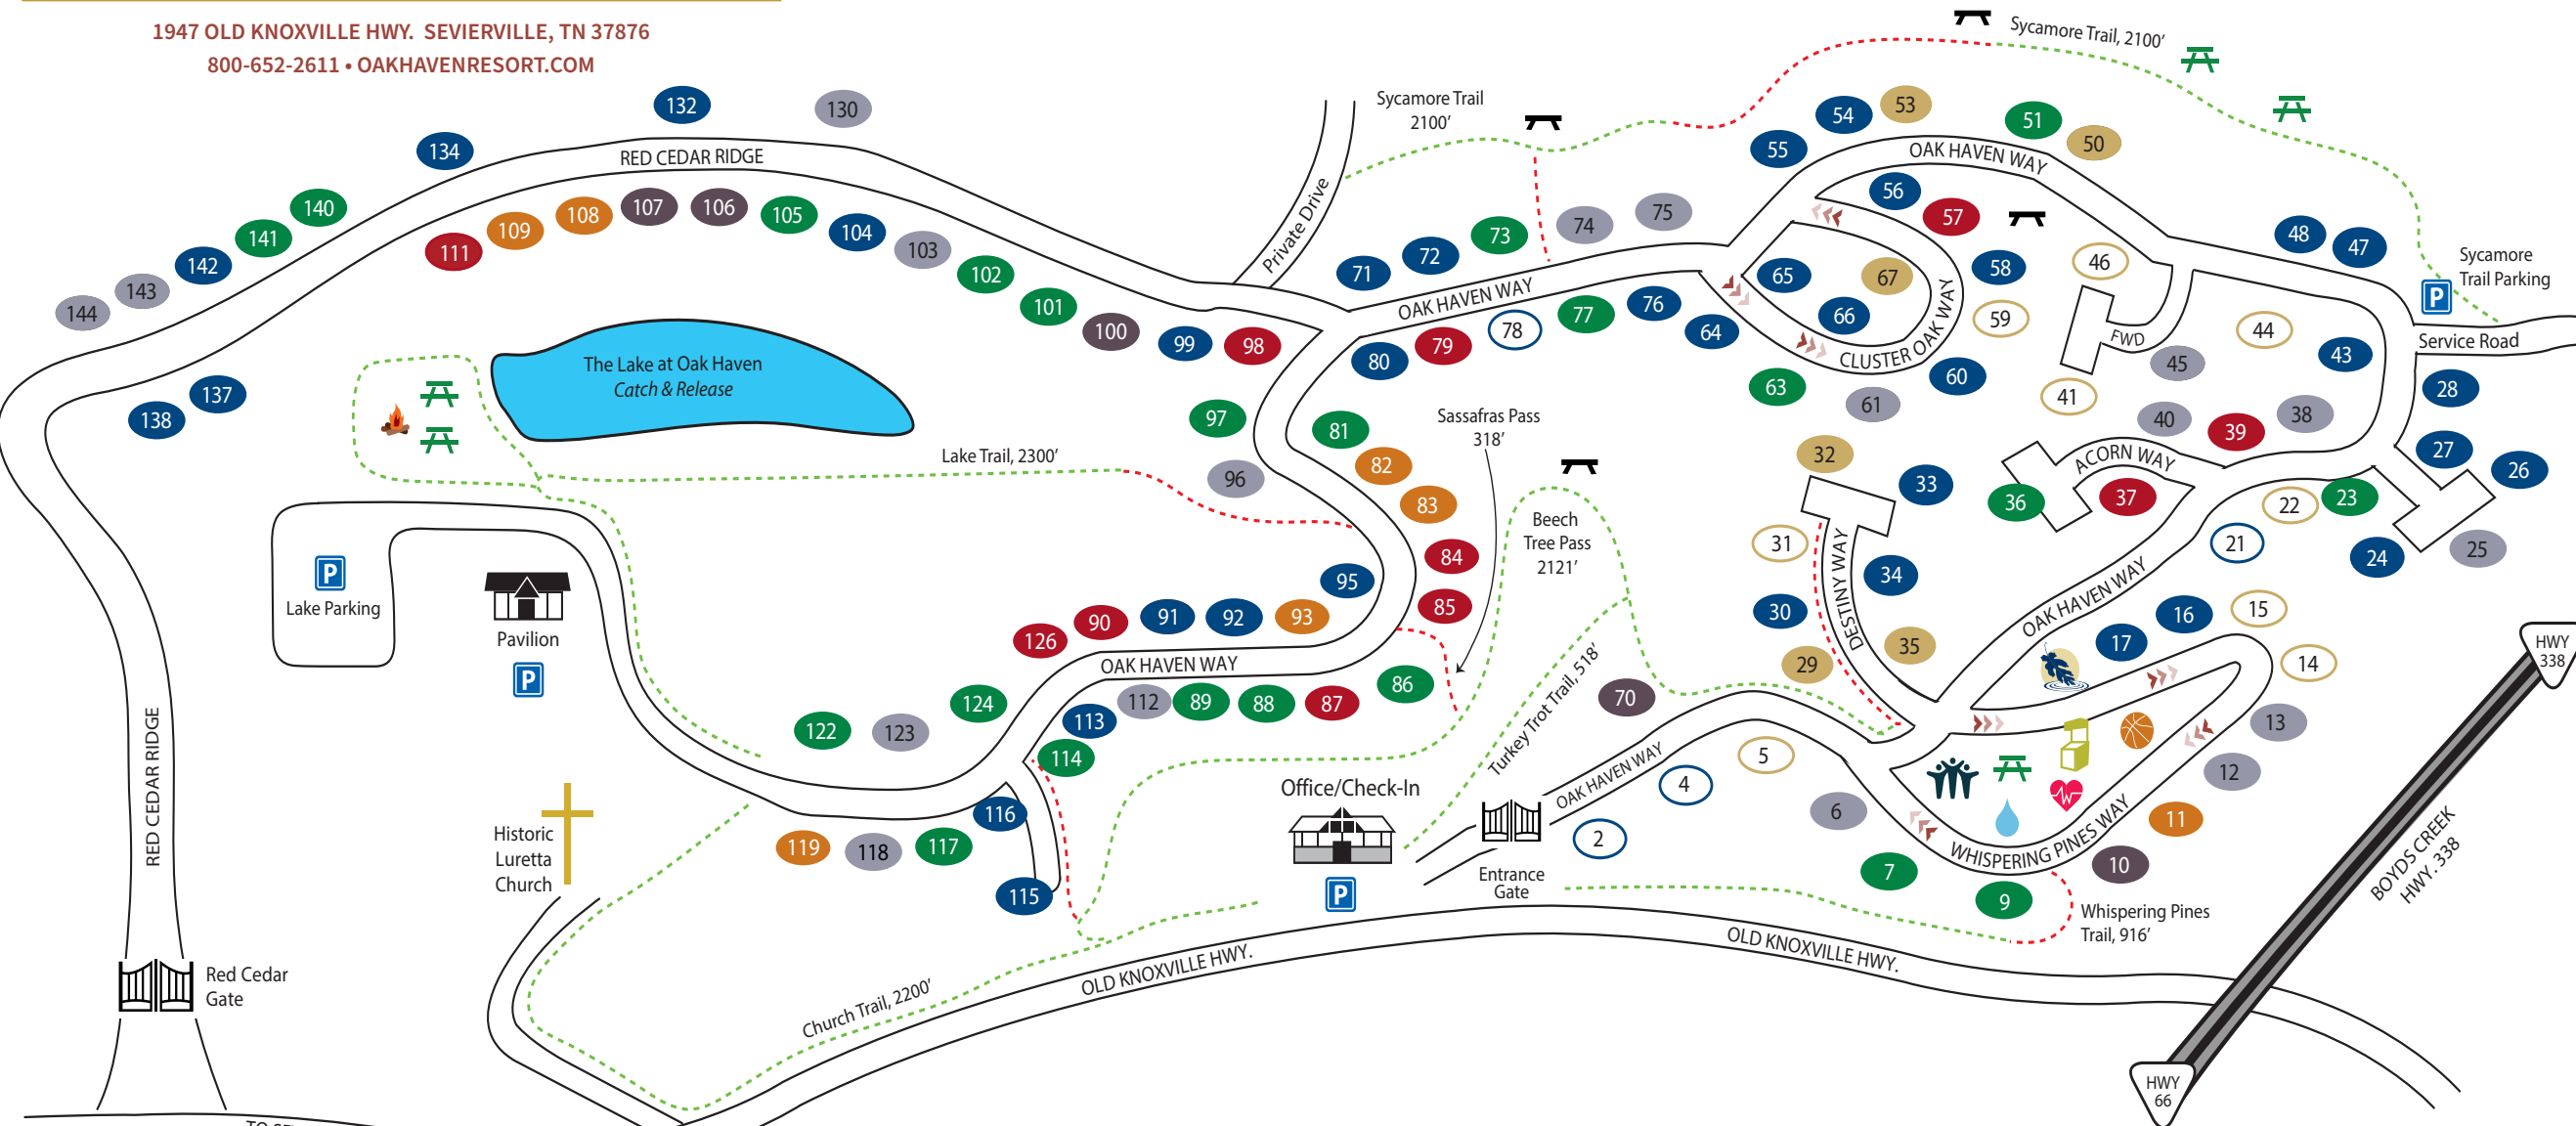 1947 OLD KNOXVILLE HWY. SEVIERVILLE, TN 37876
800-652-2611 • OAKHAVENRESORT.COM
Sycamore Trail, 2100'
Sycamore Trail
2100'
132
130
134
RED CEDAR RIDGE
140
141
142
143
144
111
109
108
107
106
105
104
103
102
101
100
99
98
137
138
The Lake at Oak Haven
Catch & Release
Lake Trail, 2300'
Private Drive
71
72
73
74
75
OAK HAVEN WAY
80
79
78
77
76
64
55
54
53
51
50
OAK HAVEN WAY
56
57
58
59
60
65
67
66
CLUSTER OAK WAY
63
61
46
FWD
45
41
44
43
48
47
Sycamore
Trail Parking
P
Service Road
28
27
26
25
24
23
22
21
40
39
38
ACORN WAY
36
37
97
96
81
82
83
84
85
86
Sassafras Pass
318'
Beech
Tree Pass
2121'
32
33
31
34
30
35
29
DESTINY WAY
OAK HAVEN WAY
17
16
15
14
13
12
11
10
9
7
6
5
4
2
70
WHISPERING PINES WAY
Whispering Pines
Trail, 916'
P
Lake Parking
Pavilion
P
126
90
91
92
93
95
OAK HAVEN WAY
124
123
122
112
89
88
87
113
114
116
115
117
118
119
Turkey Trot Trail, 518'
Office/Check-In
P
OAK HAVEN WAY
Entrance
Gate
Historic
Luretta
Church
RED CEDAR RIDGE
Red Cedar
Gate
Church Trail, 2200'
OLD KNOXVILLE HWY.
OLD KNOXVILLE HWY.
HWY
338
BOYDS CREEK
HWY. 338
HWY
66